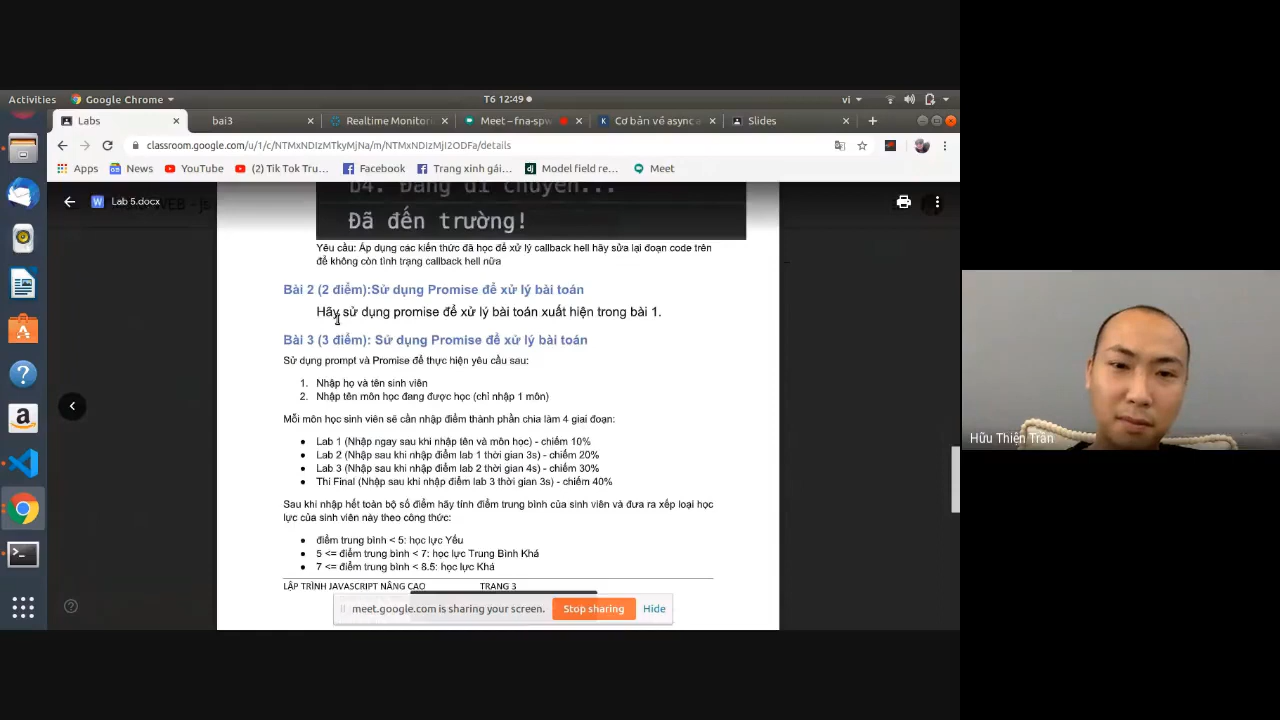 Activities Google Chrome T6 12:49 vi
Labs bai3 Realtime Monitor Meet – fna-spw Cơ bản về async a Slides
classroom.google.com/u/1/c/NTMxNDIzMTkyMjNa/m/NTMxNDIzMjI2ODFa/details
Apps News YouTube (2) Tik Tok Tru... Facebook Trang xinh gái... Model field re... Meet
Lab 5.docx
b4. Đang di chuyển...
Đã đến trường!
Yêu cầu: Áp dụng các kiến thức đã học để xử lý callback hell hãy sửa lại đoạn code trên
để không còn tình trạng callback hell nữa
Bài 2 (2 điểm):Sử dụng Promise để xử lý bài toán
Hãy sử dụng promise để xử lý bài toán xuất hiện trong bài 1.
Bài 3 (3 điểm): Sử dụng Promise để xử lý bài toán
Sử dụng prompt và Promise để thực hiện yêu cầu sau:
1. Nhập họ và tên sinh viên
2. Nhập tên môn học đang được học (chỉ nhập 1 môn)
Mỗi môn học sinh viên sẽ cần nhập điểm thành phần chia làm 4 giai đoạn:
● Lab 1 (Nhập ngay sau khi nhập tên và môn học) - chiếm 10%
● Lab 2 (Nhập sau khi nhập điểm lab 1 thời gian 3s) - chiếm 20%
● Lab 3 (Nhập sau khi nhập điểm lab 2 thời gian 4s) - chiếm 30%
● Thi Final (Nhập sau khi nhập điểm lab 3 thời gian 3s) - chiếm 40%
Sau khi nhập hết toàn bộ số điểm hãy tính điểm trung bình của sinh viên và đưa ra xếp loại học
lực của sinh viên này theo công thức:
● điểm trung bình < 5: học lực Yếu
● 5 <= điểm trung bình < 7: học lực Trung Bình Khá
● 7 <= điểm trung bình < 8.5: học lực Khá
LẬP TRÌNH JAVASCRIPT NÂNG CAO TRANG 3
meet.google.com is sharing your screen. Stop sharing Hide
Hữu Thiện Trần